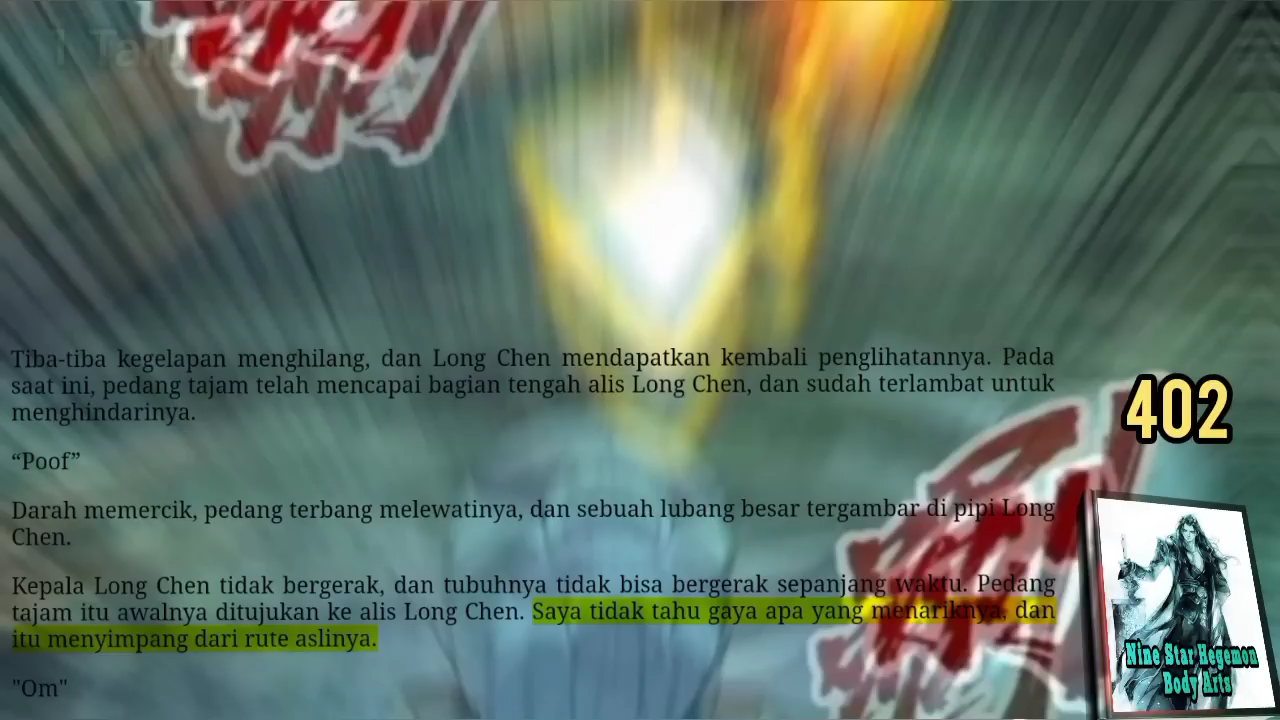 Tiba-tiba kegelapan menghilang, dan Long Chen mendapatkan kembali penglihatannya. Pada
saat ini, pedang tajam telah mencapai bagian tengah alis Long Chen, dan sudah terlambat untuk
menghindarinya.
“Poof”
Darah memercik, pedang terbang melewatinya, dan sebuah lubang besar tergambar di pipi Long
Chen.
Kepala Long Chen tidak bergerak, dan tubuhnya tidak bisa bergerak sepanjang waktu. Pedang
tajam itu awalnya ditujukan ke alis Long Chen. Saya tidak tahu gaya apa yang menariknya, dan
itu menyimpang dari rute aslinya.
"Om"
402
Nine Star Hegemon
Body Arts